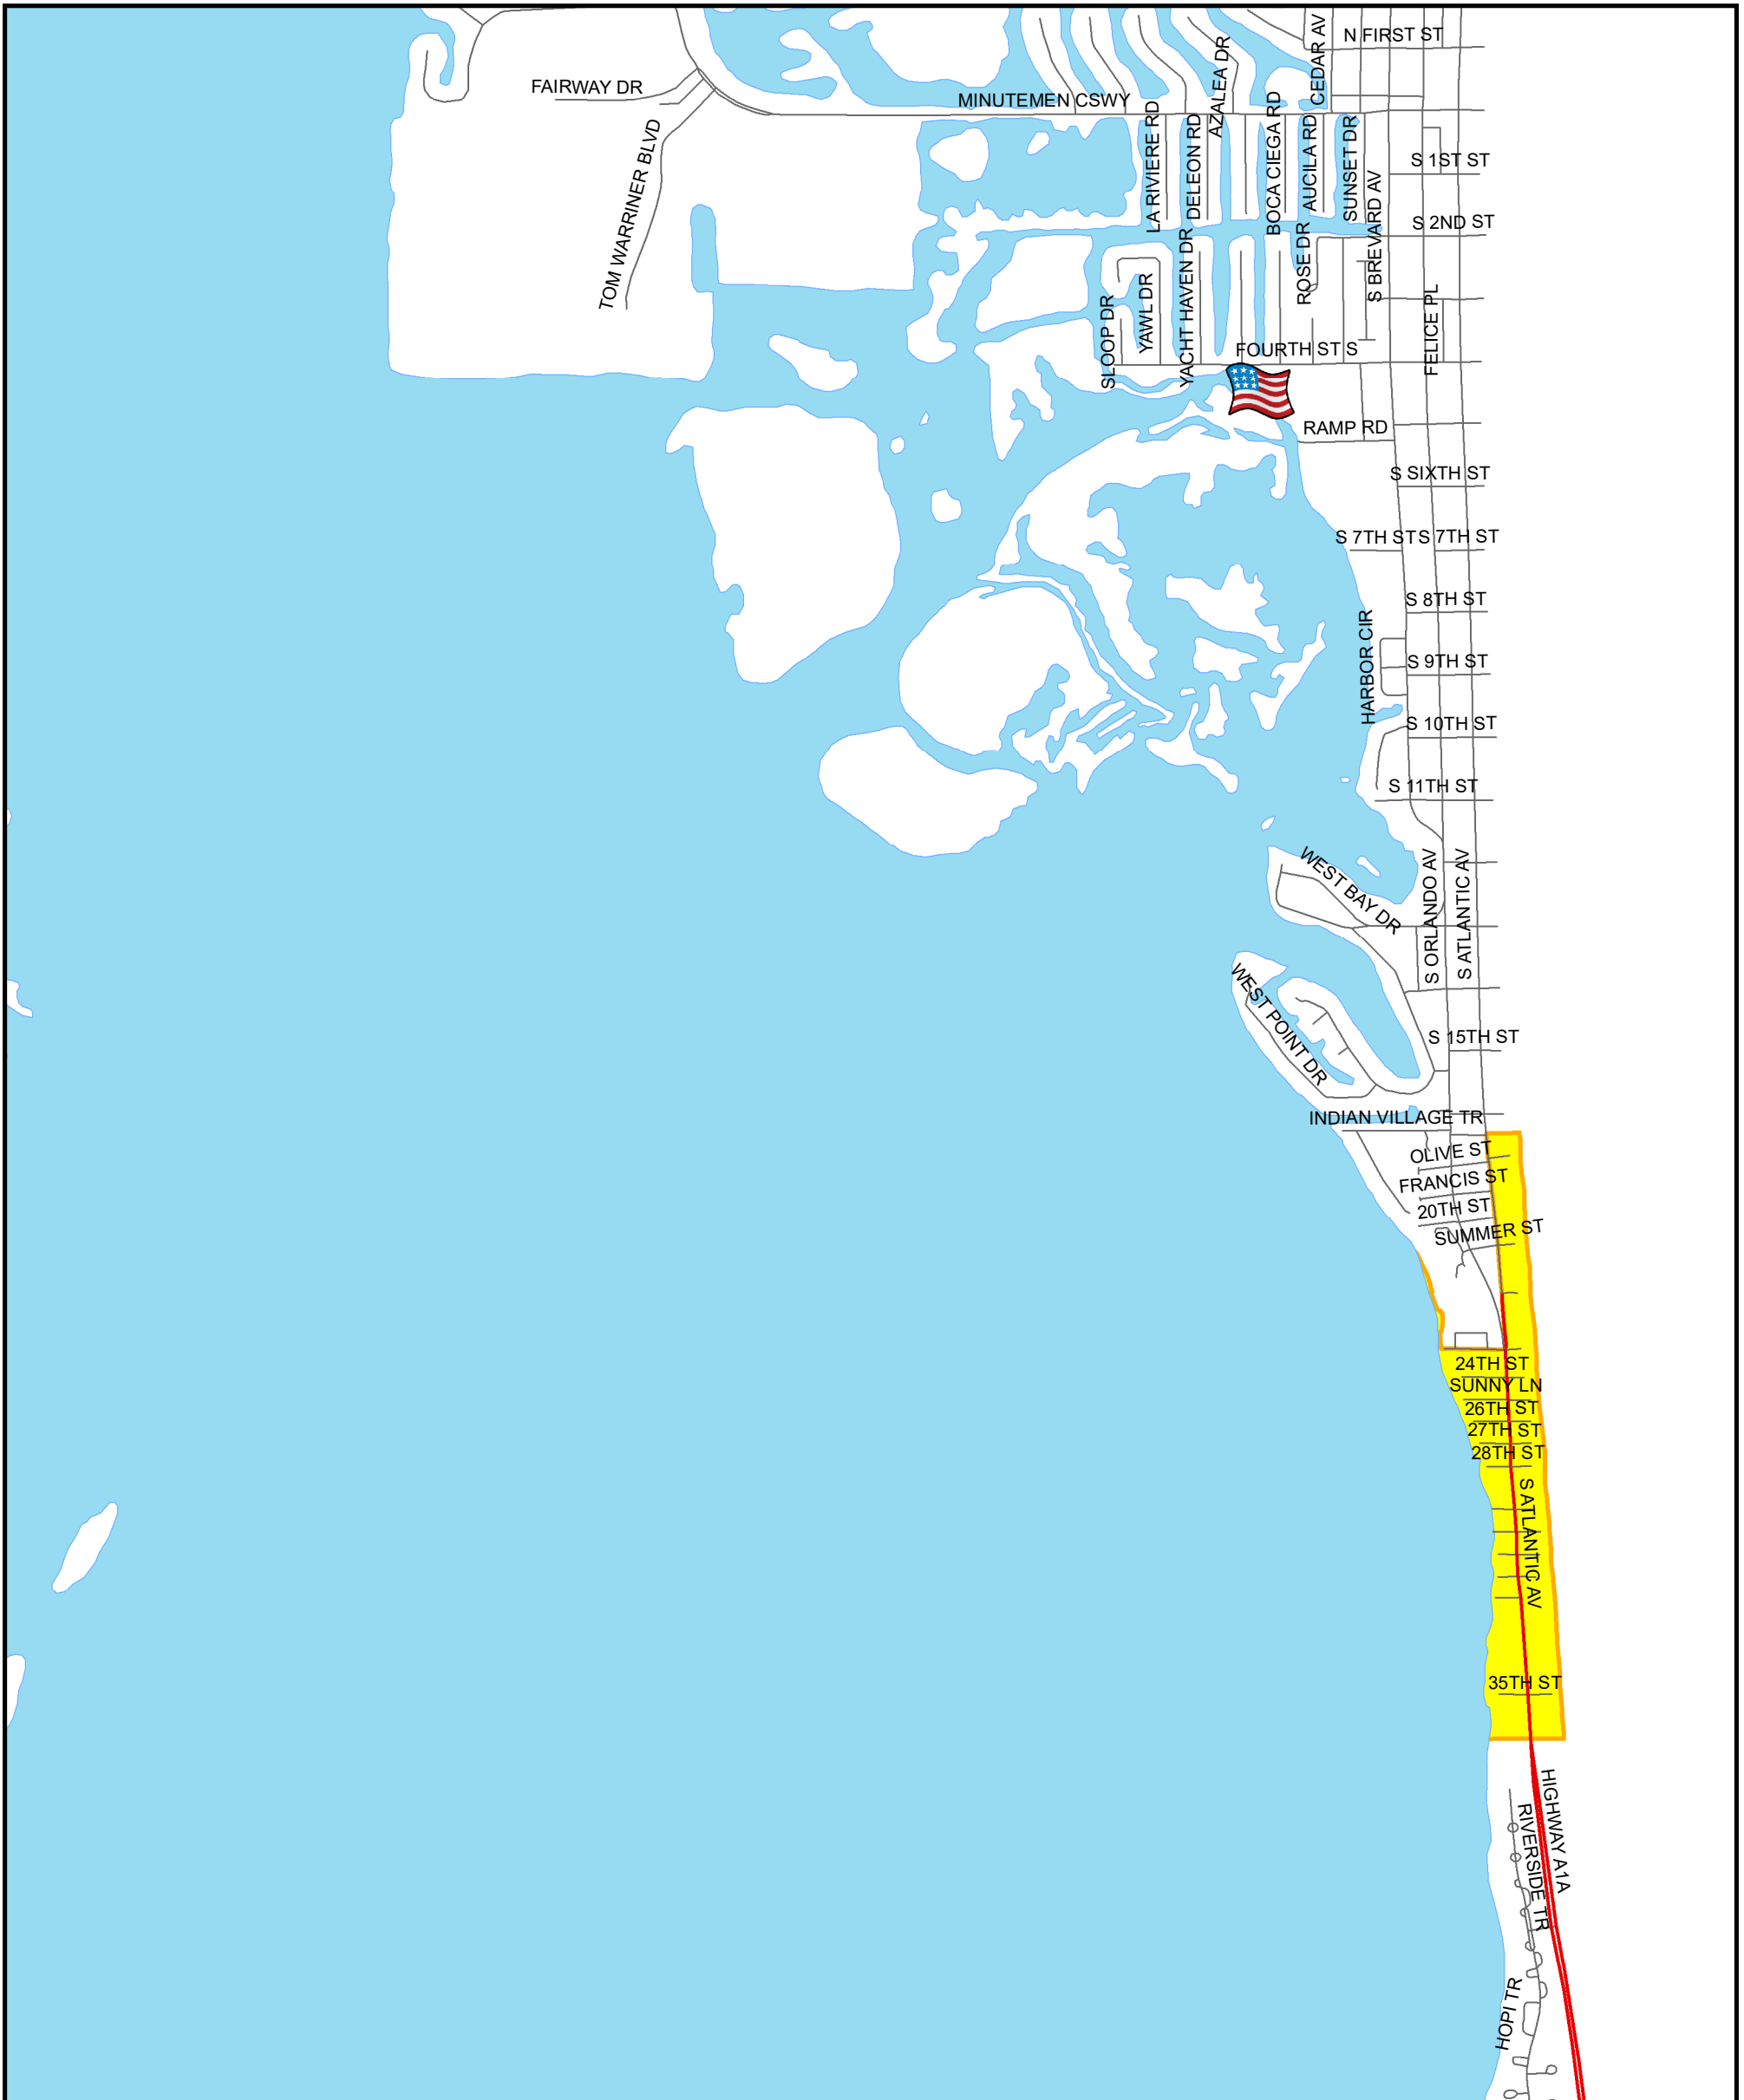 N FIRST ST
CEDAR AV
AZALEA DR
FAIRWAY DR
MINUTEMEN CSWY
TOM WARRINER BLVD
LA RIVIERE RD
DELEON RD
BOCA CIEGA RD
AUCILA RD
SUNSET DR
S BREVARD AV
S 1ST ST
S 2ND ST
ROSE DR
YACHT HAVEN DR
YAWL DR
SLOOP DR
FELICE PL
FOURTH ST S
RAMP RD
S SIXTH ST
S 7TH ST
S 7TH ST
S 8TH ST
HARBOR CIR
S 9TH ST
S 10TH ST
S 11TH ST
WEST BAY DR
S ORLANDO AV
S ATLANTIC AV
WEST POINT DR
S 15TH ST
INDIAN VILLAGE TR
OLIVE ST
FRANCIS ST
20TH ST
SUMMER ST
24TH ST
SUNNY LN
26TH ST
27TH ST
28TH ST
S ATLANTIC AV
35TH ST
HIGHWAY A1A
RIVERSIDE TR
HOPI TR